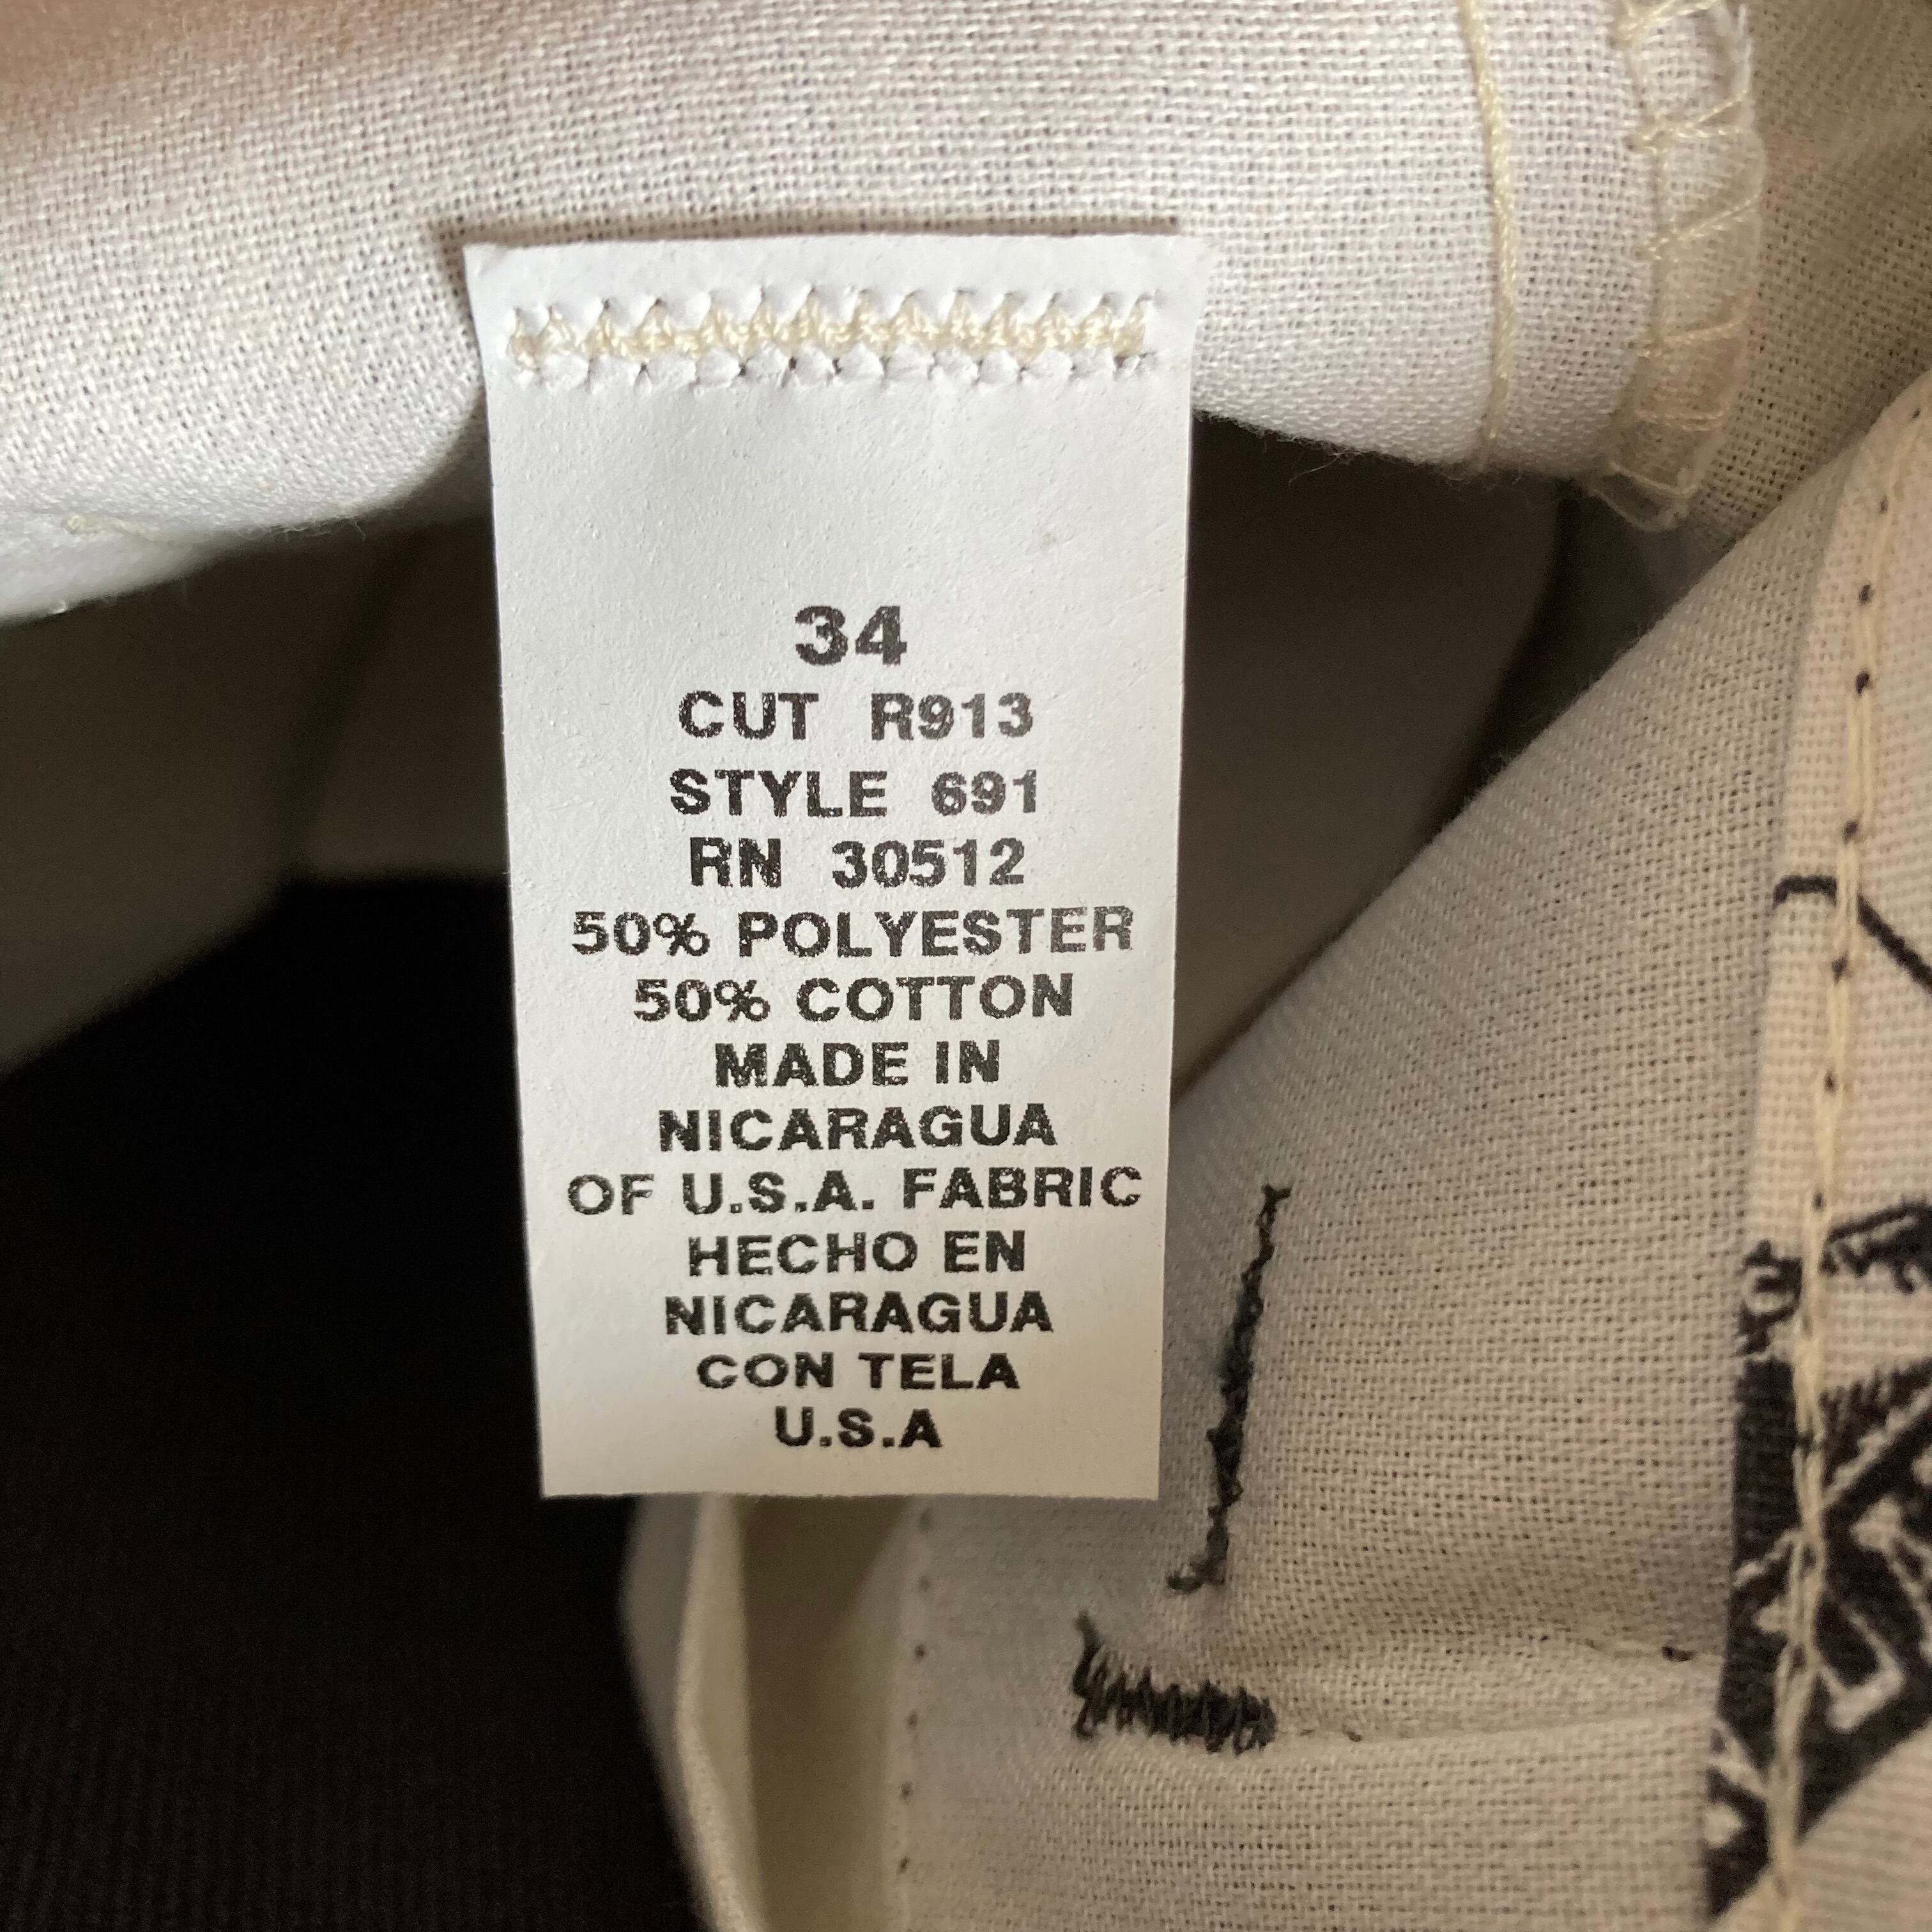 34
CUT R913
STYLE 691
RN 30512
50% POLYESTER
50% COTTON
MADE IN
NICARAGUA
OF U.S.A. FABRIC
HECHO EN
NICARAGUA
CON TELA
U.S.A